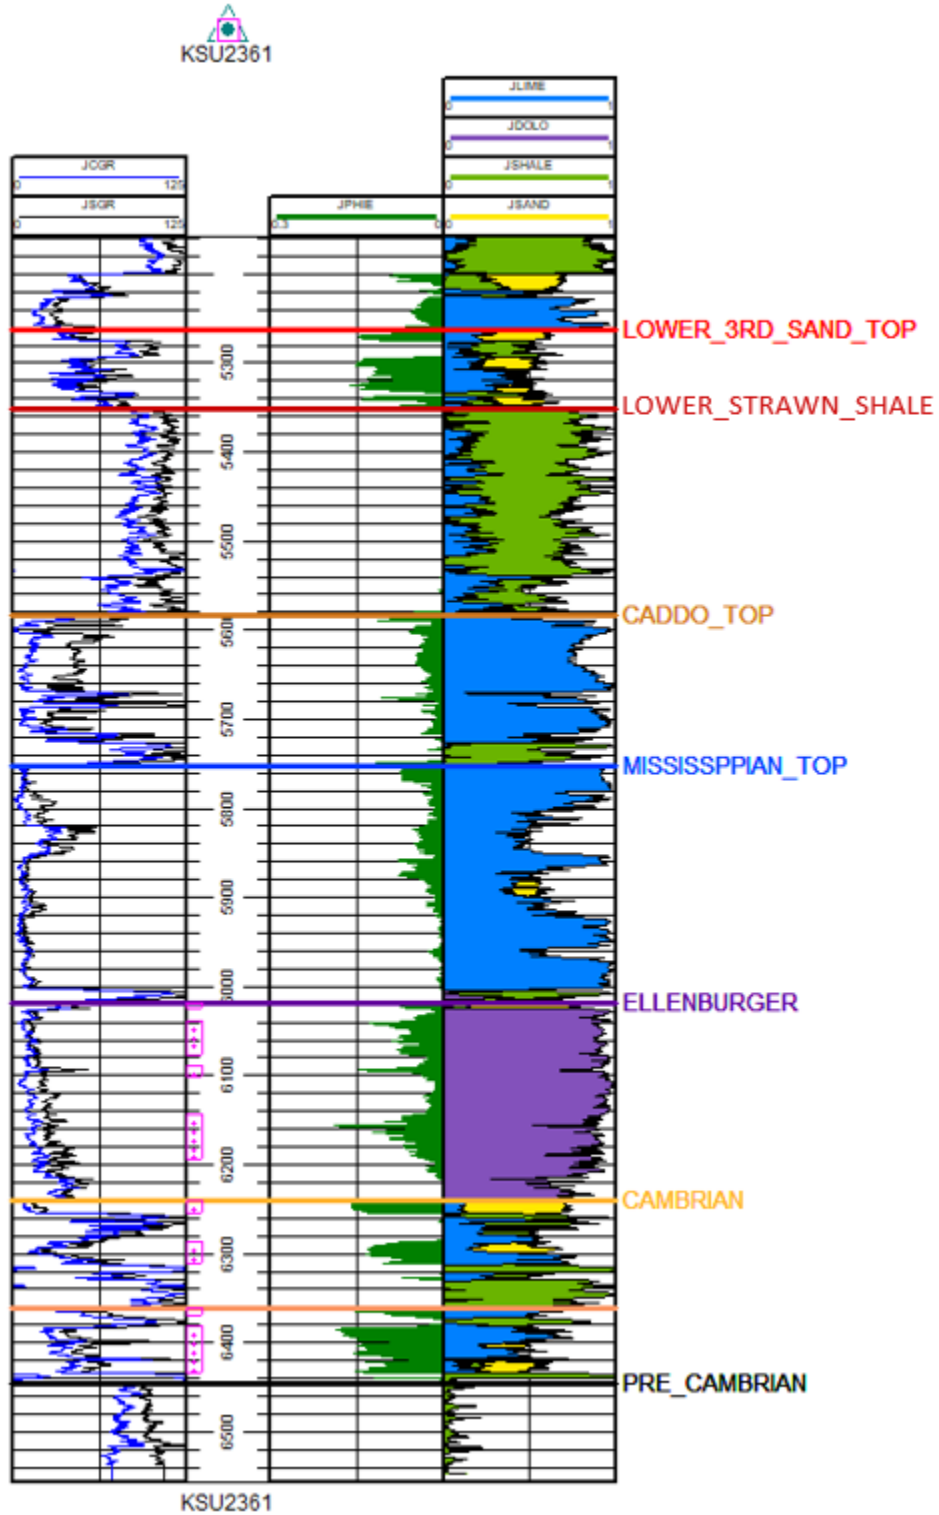 KSU2361
JLIME
0 1
JDOLO
0 1
JCGR
0 125
JSHALE
0 1
JSGR
0 125
JPHIE
0.3 0
JSAND
0 1
LOWER_3RD_SAND_TOP
5300
LOWER_STRAWN_SHALE
5400
5500
CADDO_TOP
5600
5700
MISSISSPPIAN_TOP
5800
5900
6000
ELLENBURGER
6100
6200
CAMBRIAN
6300
6400
PRE_CAMBRIAN
6500
KSU2361